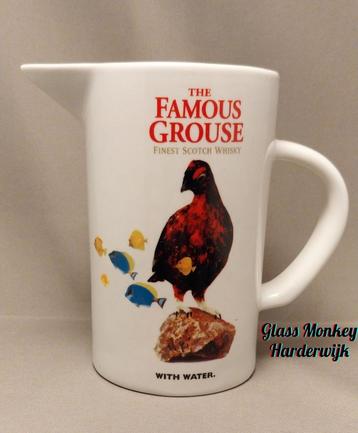 THE
FAMOUS
GROUSE
FINEST SCOTCH WHISKY
WITH WATER.
Glass Monkey
Harderwijk